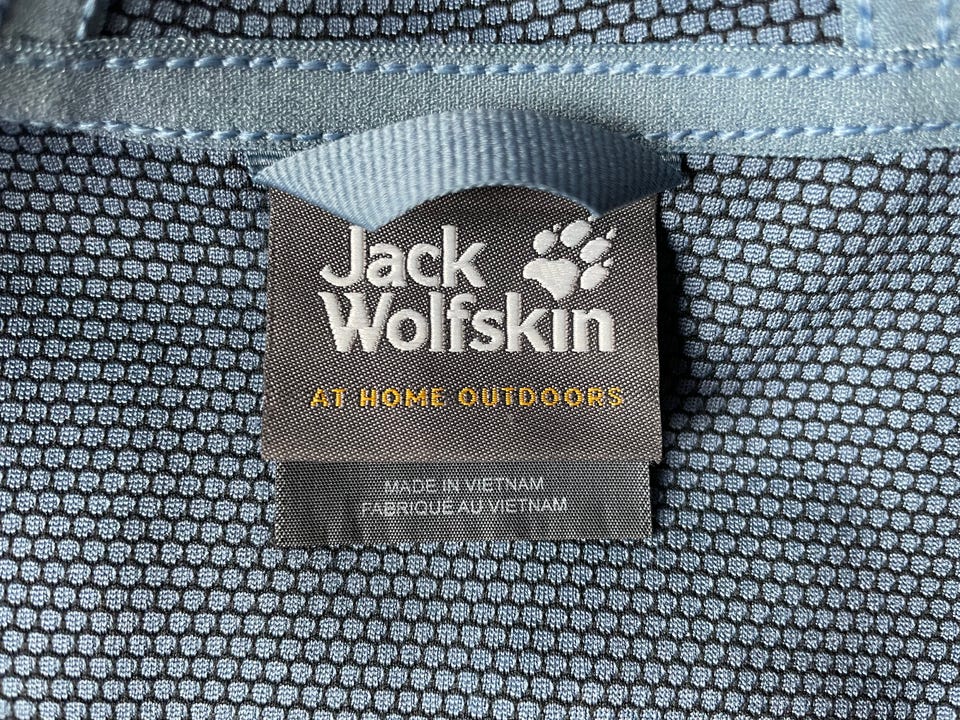 Jack
Wolfskin
AT HOME OUTDOORS
MADE IN VIETNAM
FABRIQUE AU VIETNAM